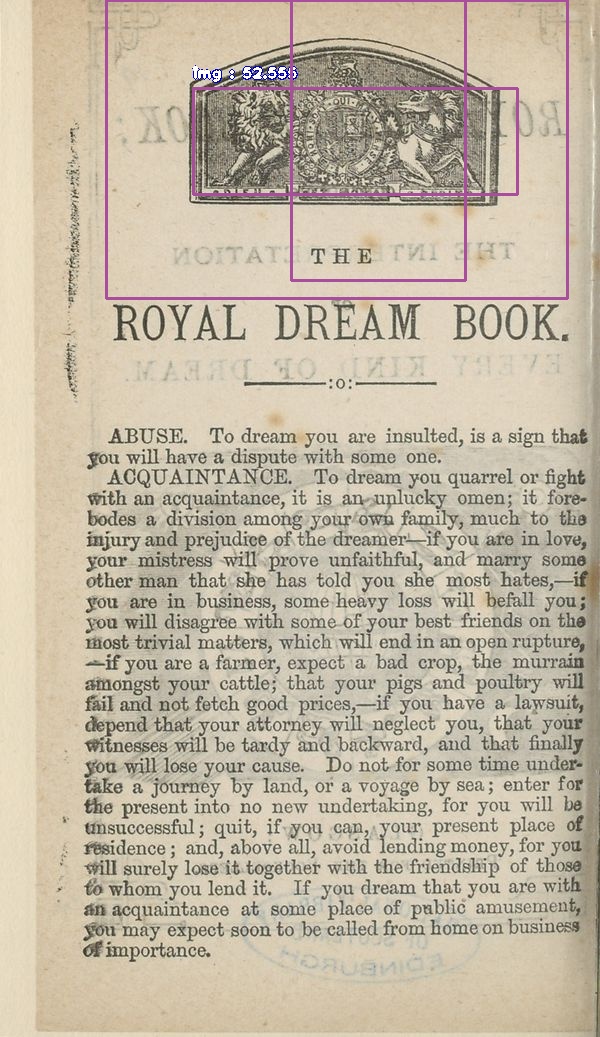 img : 52.555
THE
ROYAL DREAM BOOK.
:o:
ABUSE. To dream you are insulted, is a sign that
you will have a dispute with some one.
ACQUAINTANCE. To dream you quarrel or fight
with an acquaintance, it is an unlucky omen; it fore-
bodes a division among your own family, much to the
injury and prejudice of the dreamer—if you are in love,
your mistress will prove unfaithful, and marry some
other man that she has told you she most hates,—if
you are in business, some heavy loss will befall you;
you will disagree with some of your best friends on the
most trivial matters, which will end in an open rupture,
—if you are a farmer, expect a bad crop, the murrain
amongst your cattle; that your pigs and poultry will
fail and not fetch good prices,—if you have a lawsuit,
depend that your attorney will neglect you, that your
witnesses will be tardy and backward, and that finally
you will lose your cause. Do not for some time under-
take a journey by land, or a voyage by sea; enter for
the present into no new undertaking, for you will be
unsuccessful; quit, if you can, your present place of
residence; and, above all, avoid lending money, for you
will surely lose it together with the friendship of those
to whom you lend it. If you dream that you are with
an acquaintance at some place of public amusement,
you may expect soon to be called from home on business
of importance.